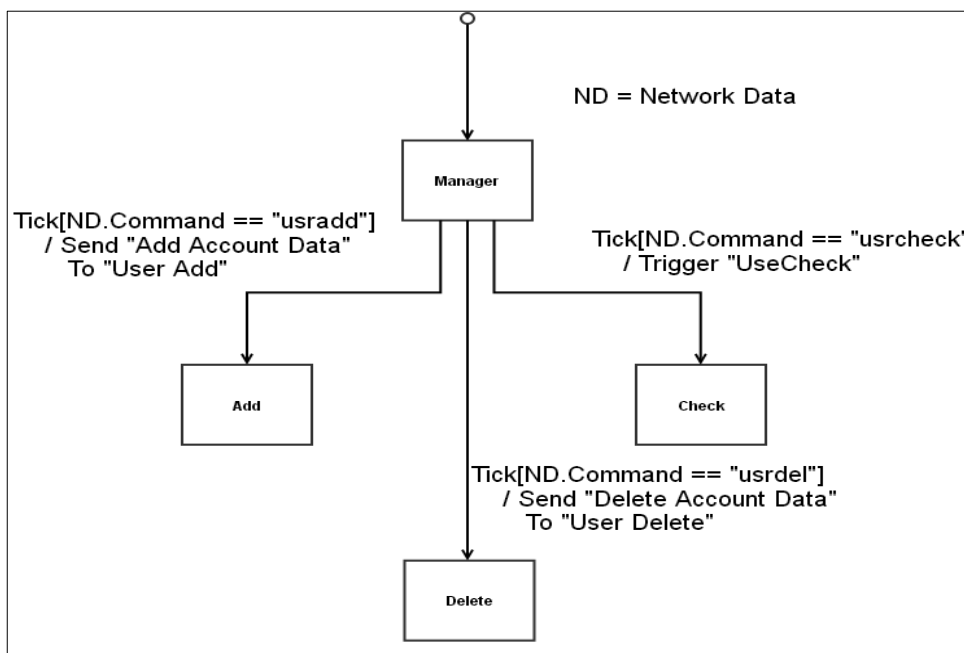 ND = Network Data
Manager
Tick[ND.Command == "usradd"]
/ Send "Add Account Data"
To "User Add"
Tick[ND.Command == "usrcheck"
/ Trigger "UseCheck"
Add
Check
Tick[ND.Command == "usrdel"]
/ Send "Delete Account Data"
To "User Delete"
Delete